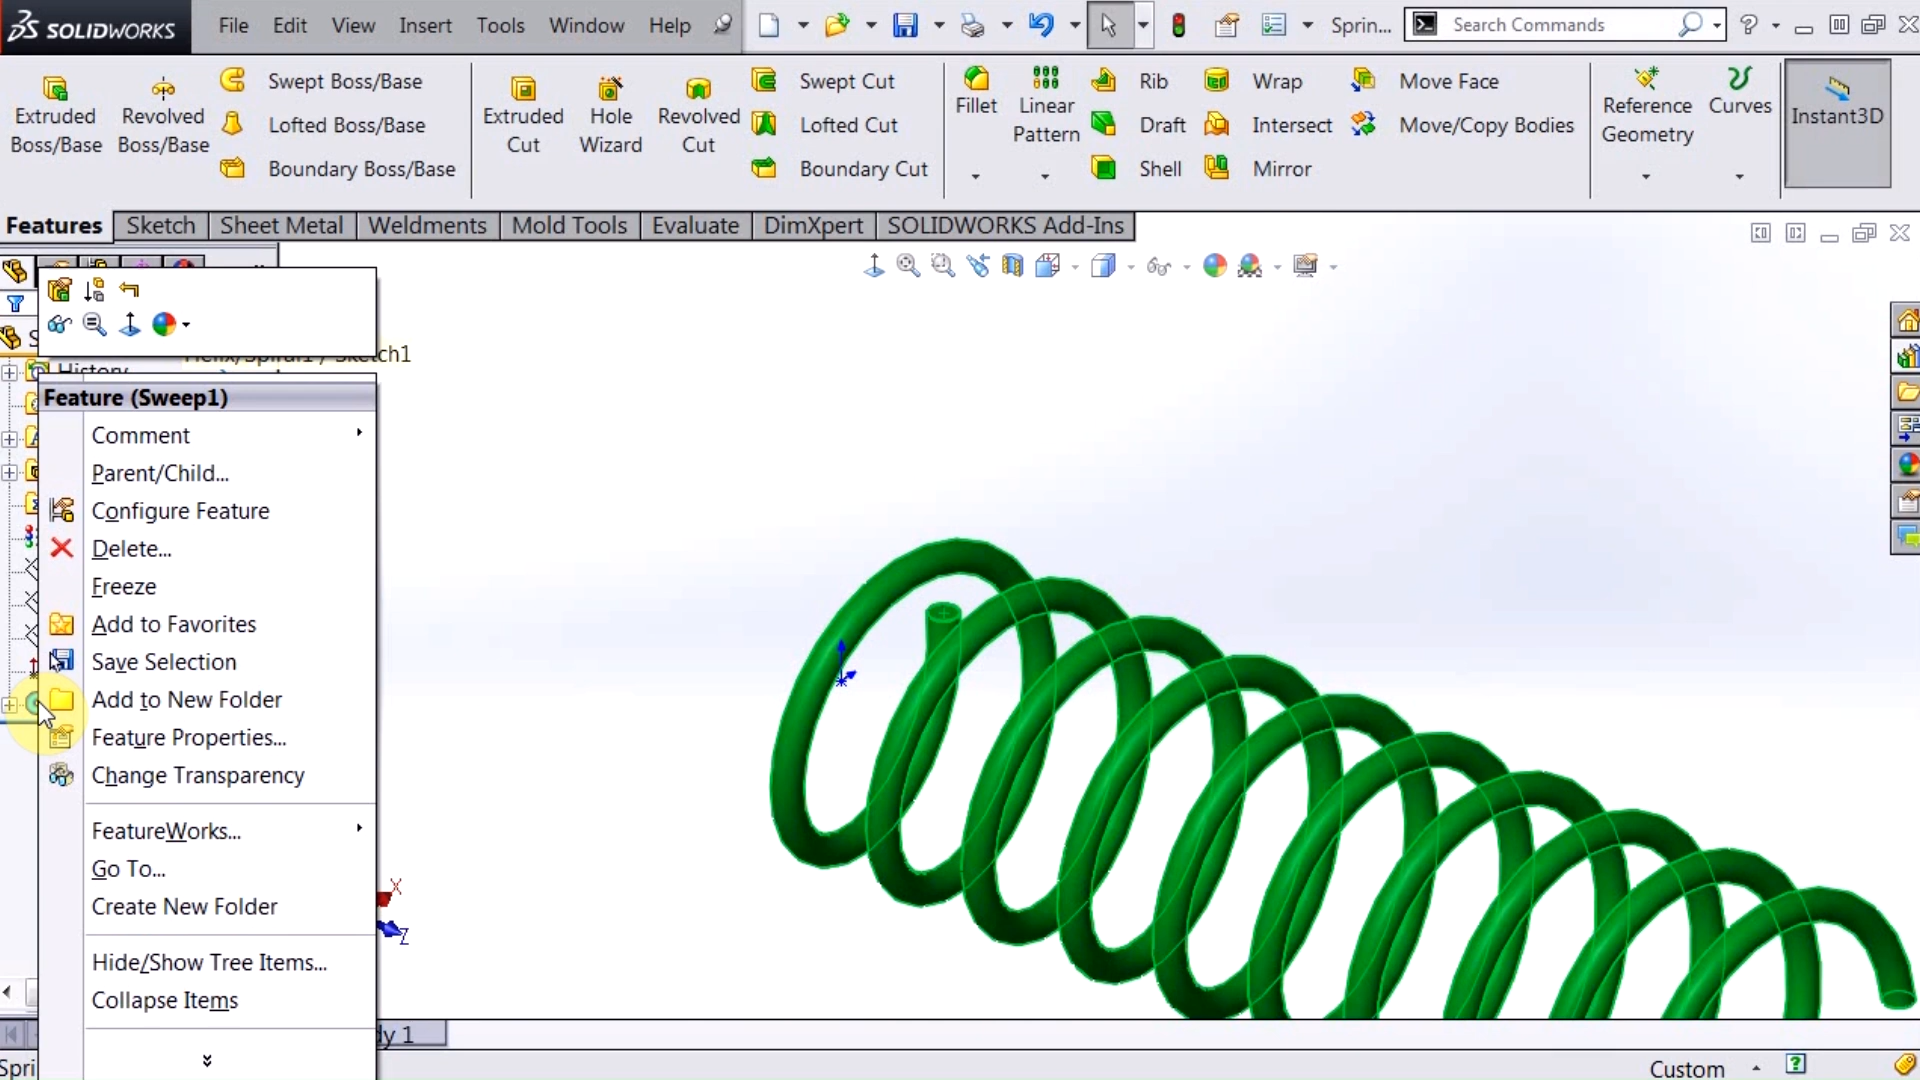 SOLIDWORKS File Edit View Insert Tools Window Help Sprin... Search Commands
Extruded Boss/Base
Revolved Boss/Base
Swept Boss/Base
Lofted Boss/Base
Boundary Boss/Base
Extruded Cut
Hole Wizard
Revolved Cut
Swept Cut
Lofted Cut
Boundary Cut
Fillet
Linear Pattern
Rib
Draft
Shell
Wrap
Intersect
Mirror
Move Face
Move/Copy Bodies
Reference Geometry
Curves
Instant3D
Features Sketch Sheet Metal Weldments Mold Tools Evaluate DimXpert SOLIDWORKS Add-Ins
History
Feature (Sweep1)
Comment
Parent/Child...
Configure Feature
Delete...
Freeze
Add to Favorites
Save Selection
Add to New Folder
Feature Properties...
Change Transparency
FeatureWorks...
Go To...
Create New Folder
Hide/Show Tree Items...
Collapse Items
X
Z
dy 1
Spri
Custom